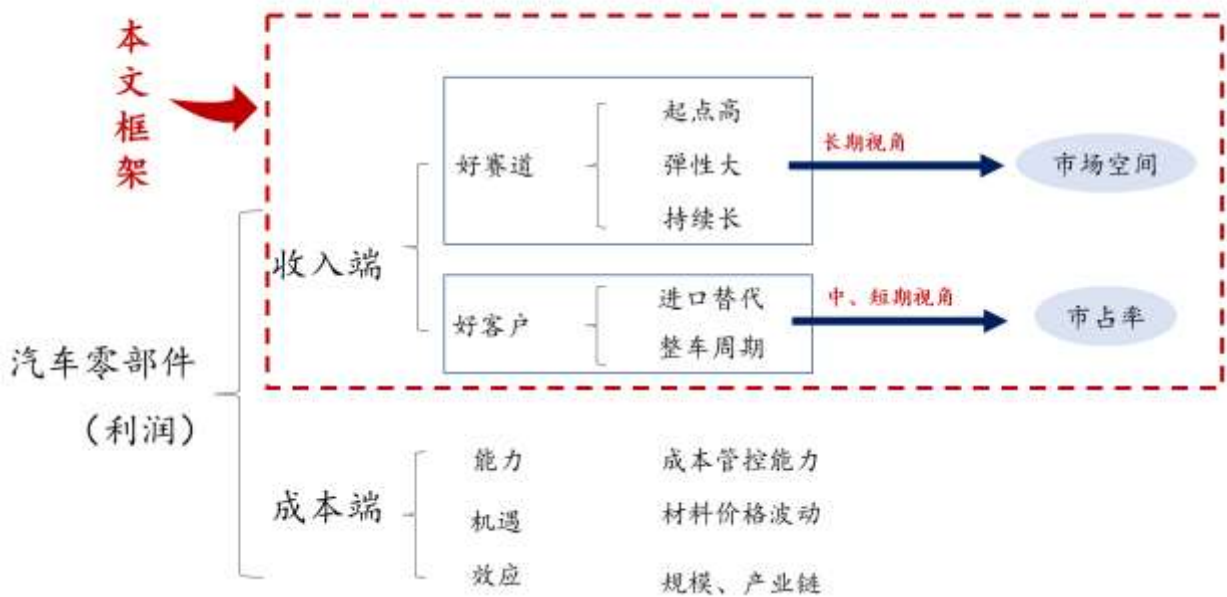 本文框架
起点高
好赛道
弹性大
持续长
长期视角
市场空间
收入端
进口替代
好客户
整车周期
中、短期视角
市占率
汽车零部件
（利润）
能力
成本管控能力
成本端
机遇
材料价格波动
效应
规模、产业链